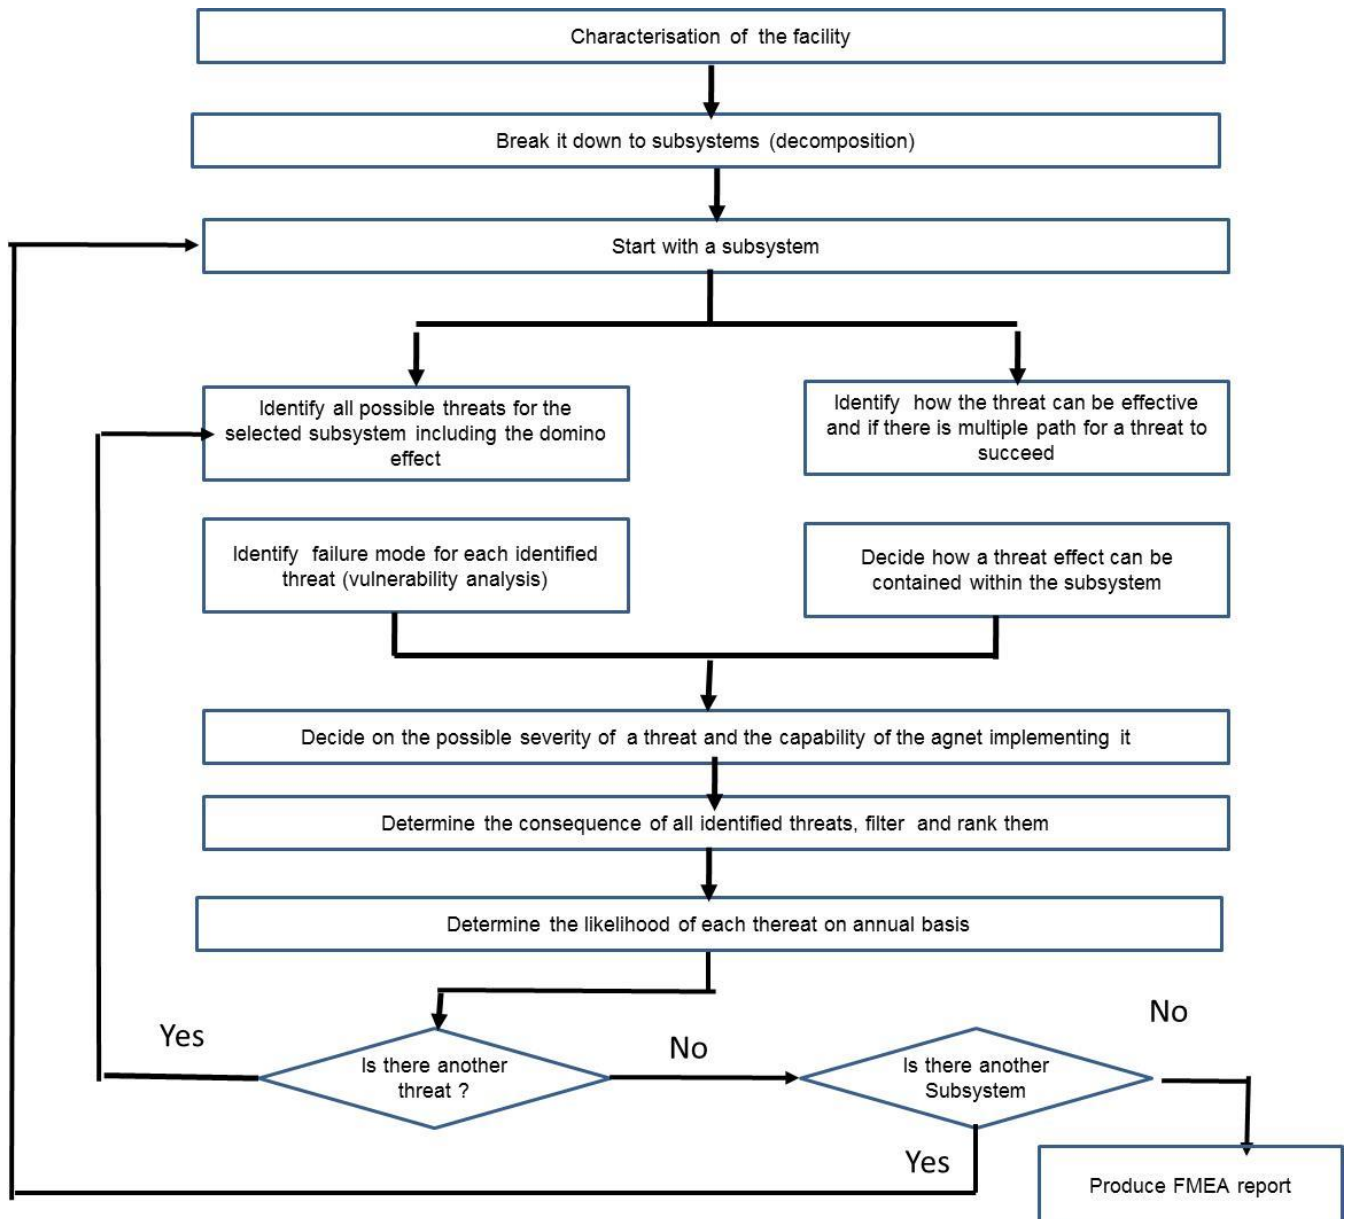 Characterisation of the facility
Break it down to subsystems (decomposition)
Start with a subsystem
Identify all possible threats for the
selected subsystem including the domino
effect
Identify how the threat can be effective
and if there is multiple path for a threat to
succeed
Identify failure mode for each identified
threat (vulnerability analysis)
Decide how a threat effect can be
contained within the subsystem
Decide on the possible severity of a threat and the capability of the agnet implementing it
Determine the consequence of all identified threats, filter and rank them
Determine the likelihood of each thereat on annual basis
Yes
Is there another
threat ?
No
Is there another
Subsystem
No
Yes
Produce FMEA report